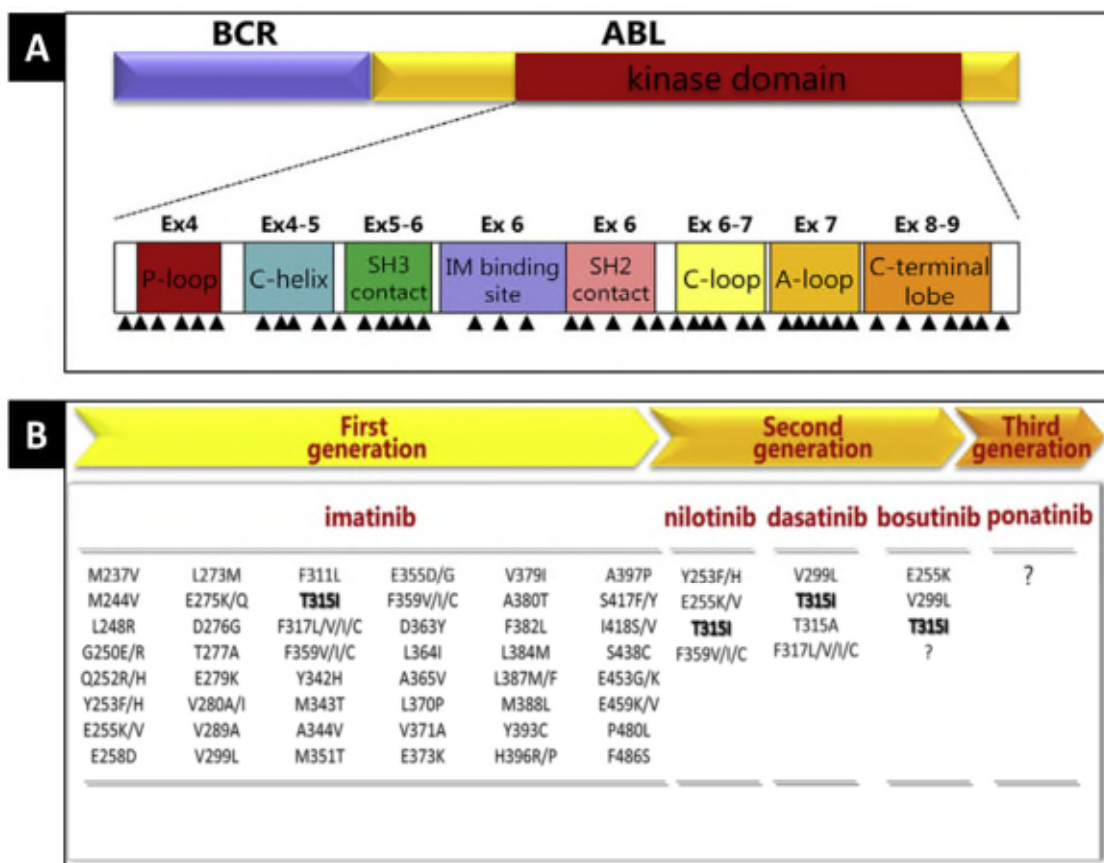 A
BCR ABL
kinase domain
Ex4 Ex4-5 Ex5-6 Ex 6 Ex 6 Ex 6-7 Ex 7 Ex 8-9
P-loop C-helix SH3 contact IM binding site SH2 contact C-loop A-loop C-terminal lobe
B
First generation Second generation Third generation
imatinib nilotinib dasatinib bosutinib ponatinib
M237V L273M F311L E355D/G V379I A397P Y253F/H V299L E255K ?
M244V E275K/Q T315I F359V/I/C A380T S417F/Y E255K/V T315I V299L
L248R D276G F317L/V/I/C D363Y F382L I418S/V T315I T315A T315I
G250E/R T277A F359V/I/C L364I L384M S438C F359V/I/C F317L/V/I/C ?
Q252R/H E279K Y342H A365V L387M/F E453G/K
Y253F/H V280A/I M343T L370P M388L E459K/V
E255K/V V289A A344V V371A Y393C P480L
E258D V299L M351T E373K H396R/P F486S